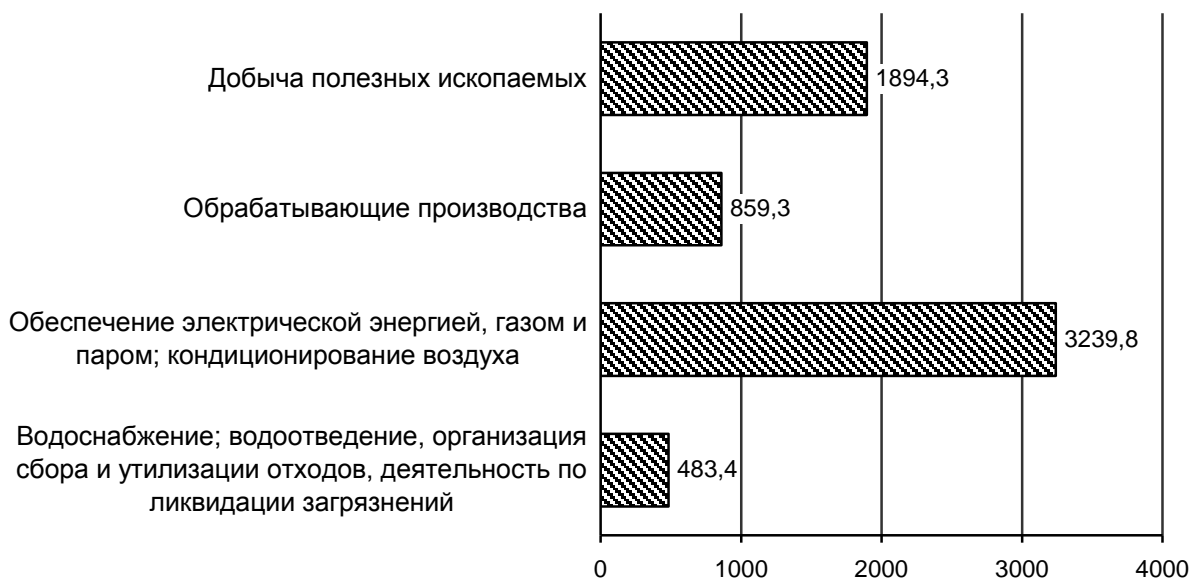 Добыча полезных ископаемых
1894,3
Обрабатывающие производства
859,3
Обеспечение электрической энергией, газом и
паром; кондиционирование воздуха
3239,8
Водоснабжение; водоотведение, организация
сбора и утилизации отходов, деятельность по
ликвидации загрязнений
483,4
0 1000 2000 3000 4000